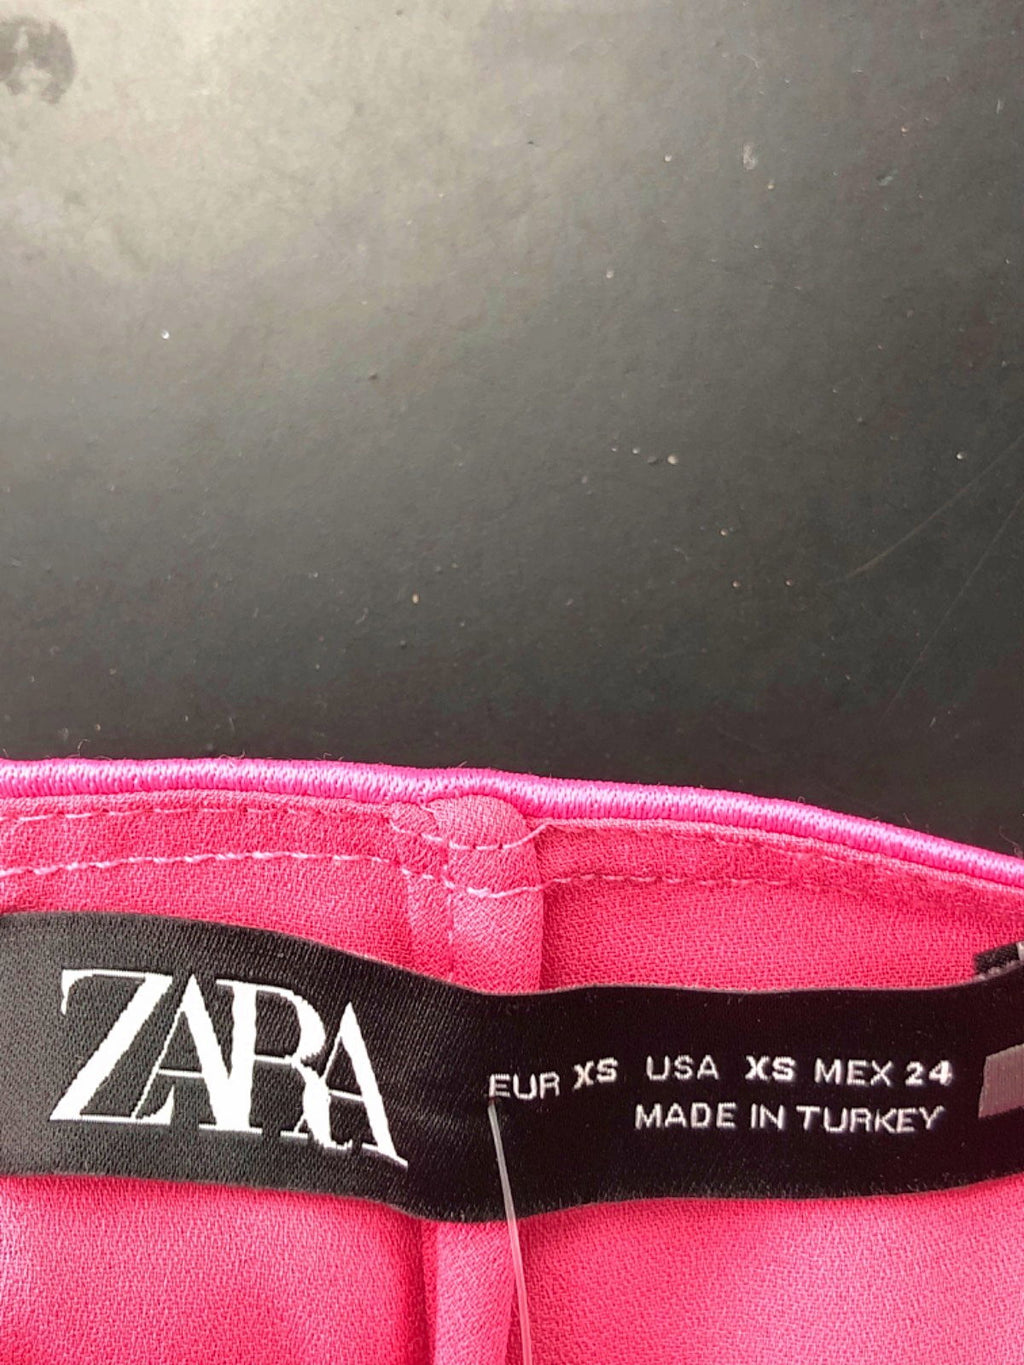 ZARA
EUR XS USA XS MEX 24
MADE IN TURKEY